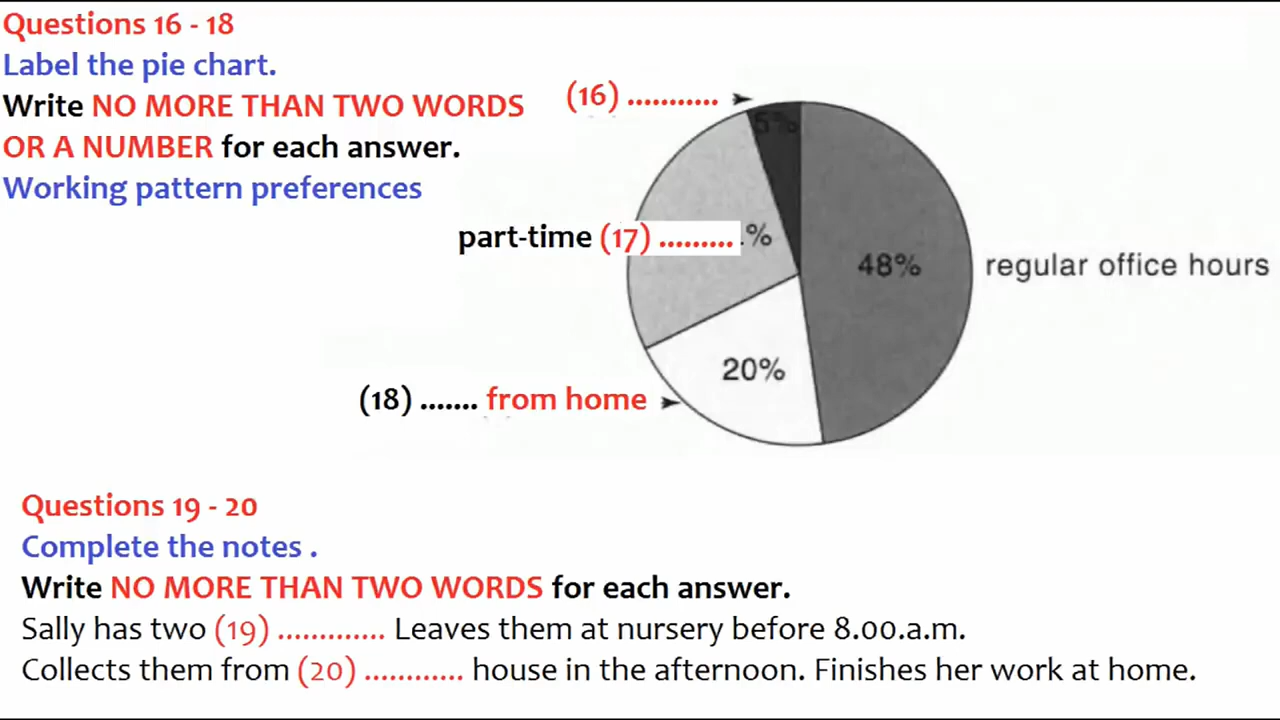 Questions 16 - 18
Label the pie chart.
Write NO MORE THAN TWO WORDS
OR A NUMBER for each answer.
Working pattern preferences
(16) ...........
5%
part-time (17) ......... .%
48%
regular office hours
20%
(18) ....... from home
Questions 19 - 20
Complete the notes .
Write NO MORE THAN TWO WORDS for each answer.
Sally has two (19) ............. Leaves them at nursery before 8.00.a.m.
Collects them from (20) ............ house in the afternoon. Finishes her work at home.